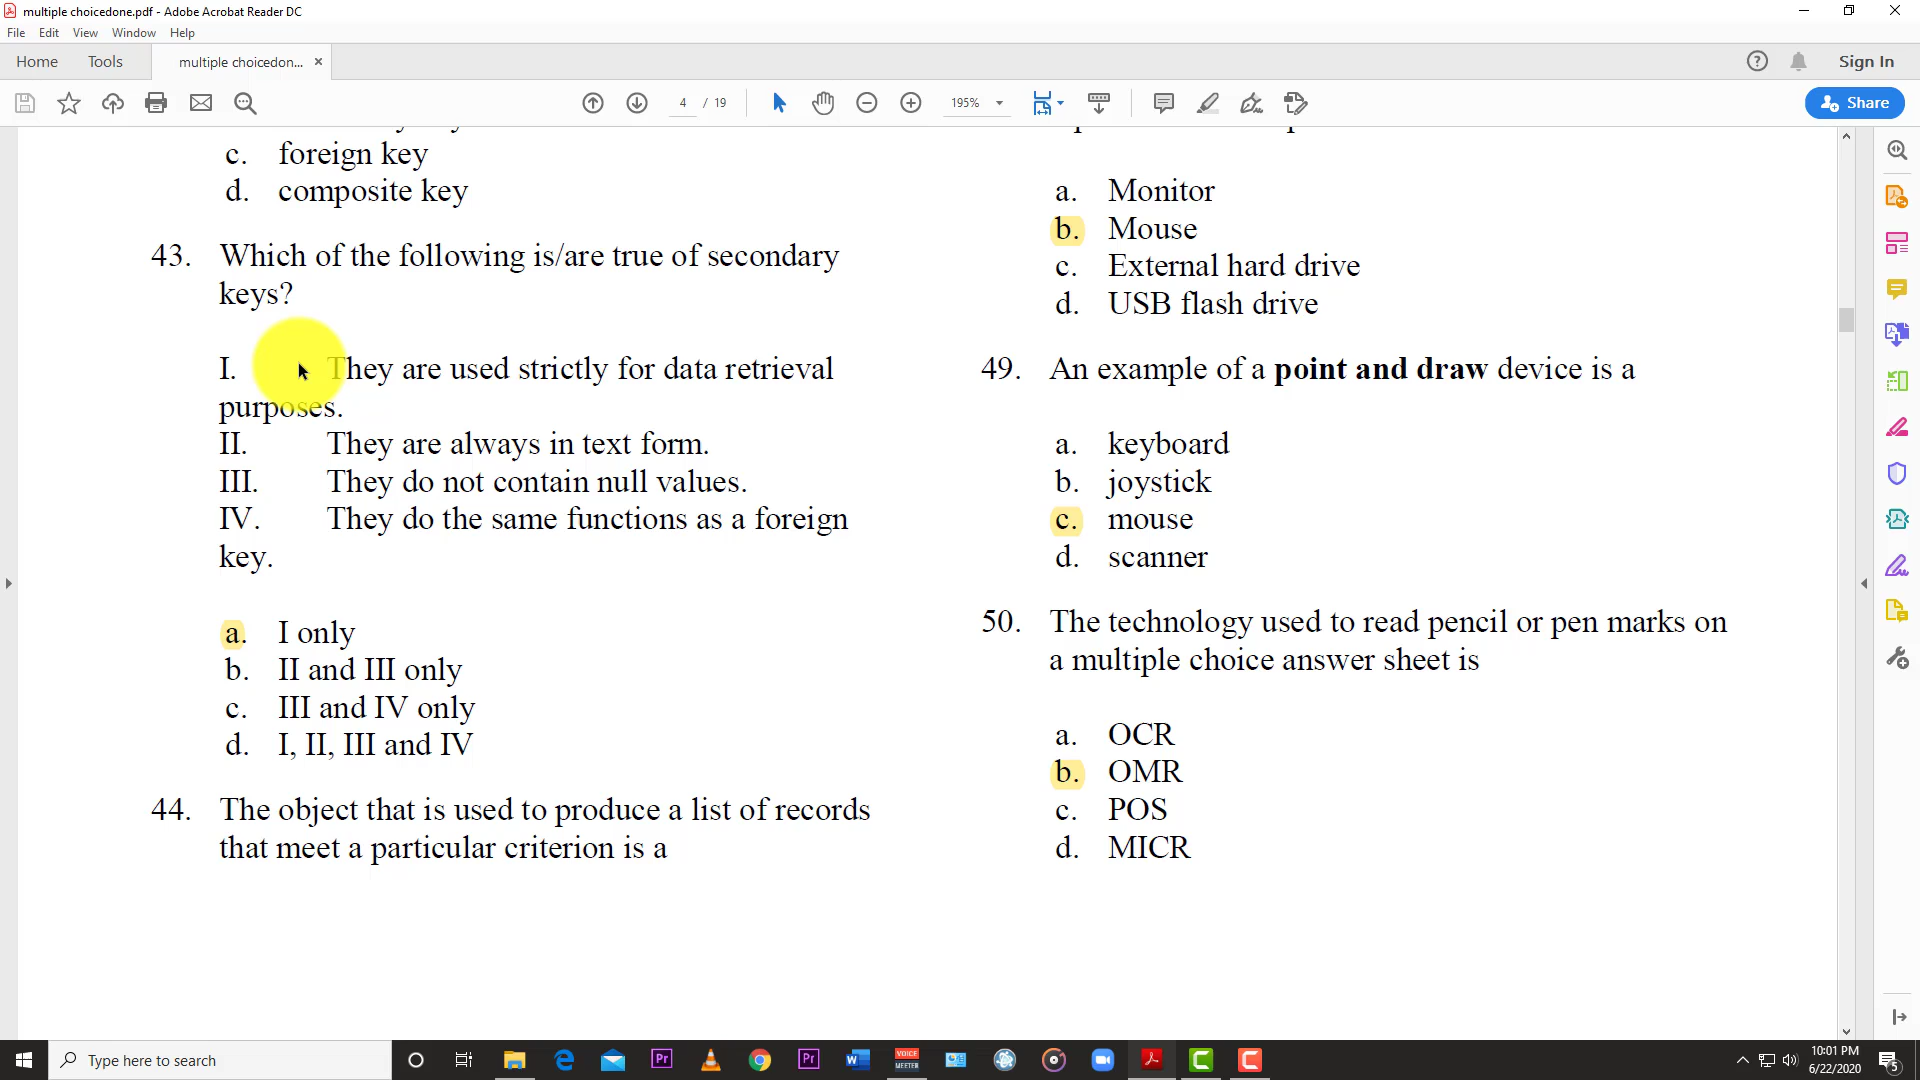 multiple choicedone.pdf - Adobe Acrobat Reader DC
File Edit View Window Help
Home Tools multiple choicedon... × Sign In
4 / 19 195% Share
c. foreign key
d. composite key
43. Which of the following is/are true of secondary
keys?
I. They are used strictly for data retrieval
purposes.
II. They are always in text form.
III. They do not contain null values.
IV. They do the same functions as a foreign
key.
a. I only
b. II and III only
c. III and IV only
d. I, II, III and IV
44. The object that is used to produce a list of records
that meet a particular criterion is a
a. Monitor
b. Mouse
c. External hard drive
d. USB flash drive
49. An example of a point and draw device is a
a. keyboard
b. joystick
c. mouse
d. scanner
50. The technology used to read pencil or pen marks on
a multiple choice answer sheet is
a. OCR
b. OMR
c. POS
d. MICR
Type here to search
Pr
Pr
VOICE
MEETER
10:01 PM
6/22/2020
5